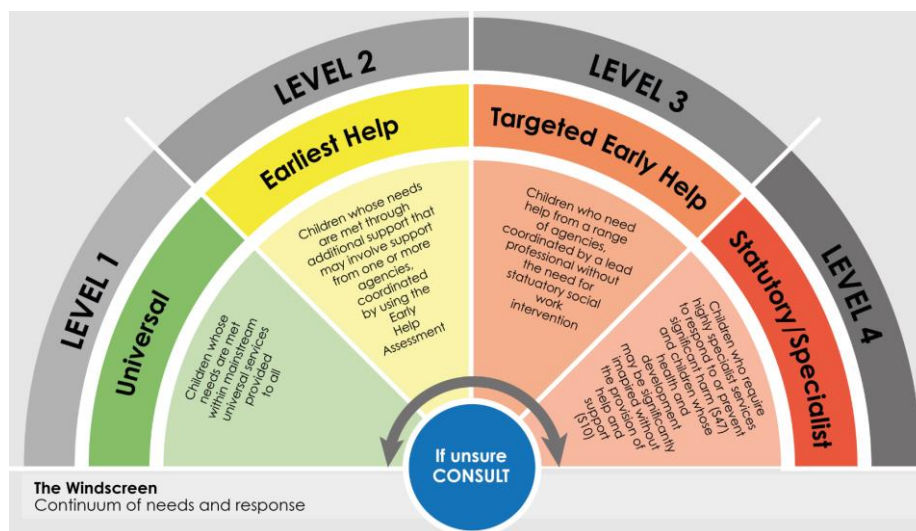 LEVEL 1
LEVEL 2
LEVEL 3
LEVEL 4
Universal
Earliest Help
Targeted Early Help
Statutory/Specialist
Children whose
needs are met
within mainstream
universal services
provided
to all
Children whose needs
are met through
additional support that
may involve support
from one or more
agencies,
coordinated
by using the
Early
Help
Assessment
Children who need
help from a range
of agencies,
coordinated by a lead
professional without
the need for
statuatory social
work
intervention
Children who require
highly specialist services
to respond to or prevent
significant harm (S47)
and children whose
health and
development
may be significantly
imapired without
the provision of
help and
support
(S10)
If unsure
CONSULT
The Windscreen
Continuum of needs and response